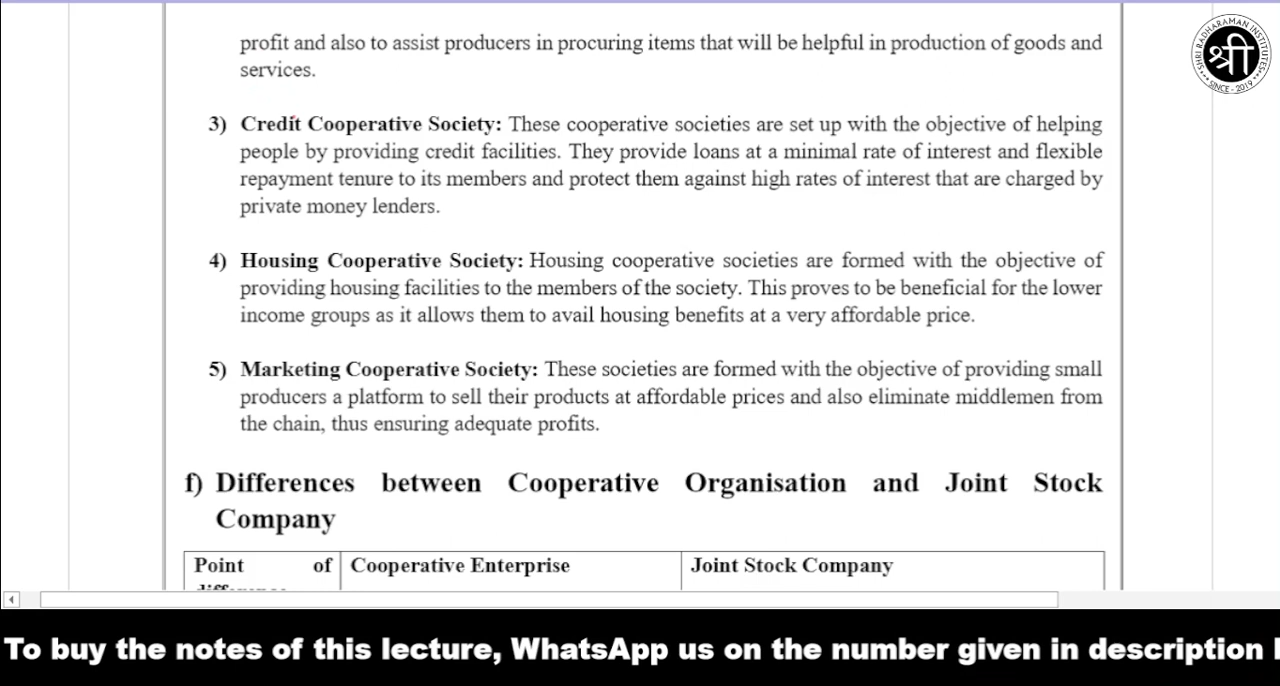 profit and also to assist producers in procuring items that will be helpful in production of goods and
services.
3) Credit Cooperative Society: These cooperative societies are set up with the objective of helping
people by providing credit facilities. They provide loans at a minimal rate of interest and flexible
repayment tenure to its members and protect them against high rates of interest that are charged by
private money lenders.
4) Housing Cooperative Society: Housing cooperative societies are formed with the objective of
providing housing facilities to the members of the society. This proves to be beneficial for the lower
income groups as it allows them to avail housing benefits at a very affordable price.
5) Marketing Cooperative Society: These societies are formed with the objective of providing small
producers a platform to sell their products at affordable prices and also eliminate middlemen from
the chain, thus ensuring adequate profits.
f) Differences between Cooperative Organisation and Joint Stock
Company
Point of Cooperative Enterprise Joint Stock Company
SHRI RADHARAMAN INSTITUTES
श्री
SINCE - 2019
To buy the notes of this lecture, WhatsApp us on the number given in description